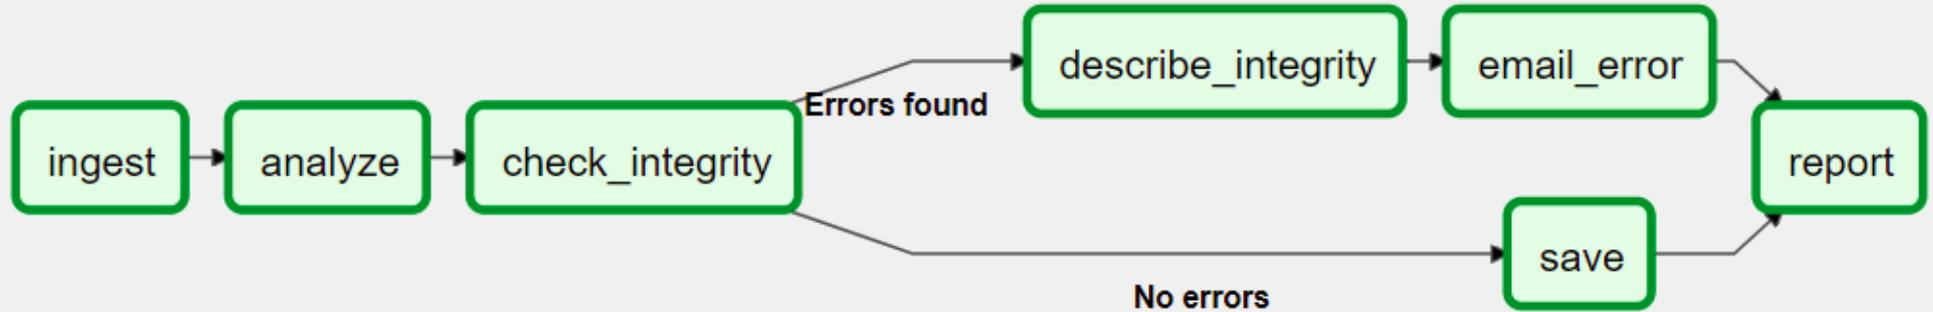 ingest
analyze
check_integrity
Errors found
describe_integrity
email_error
No errors
save
report